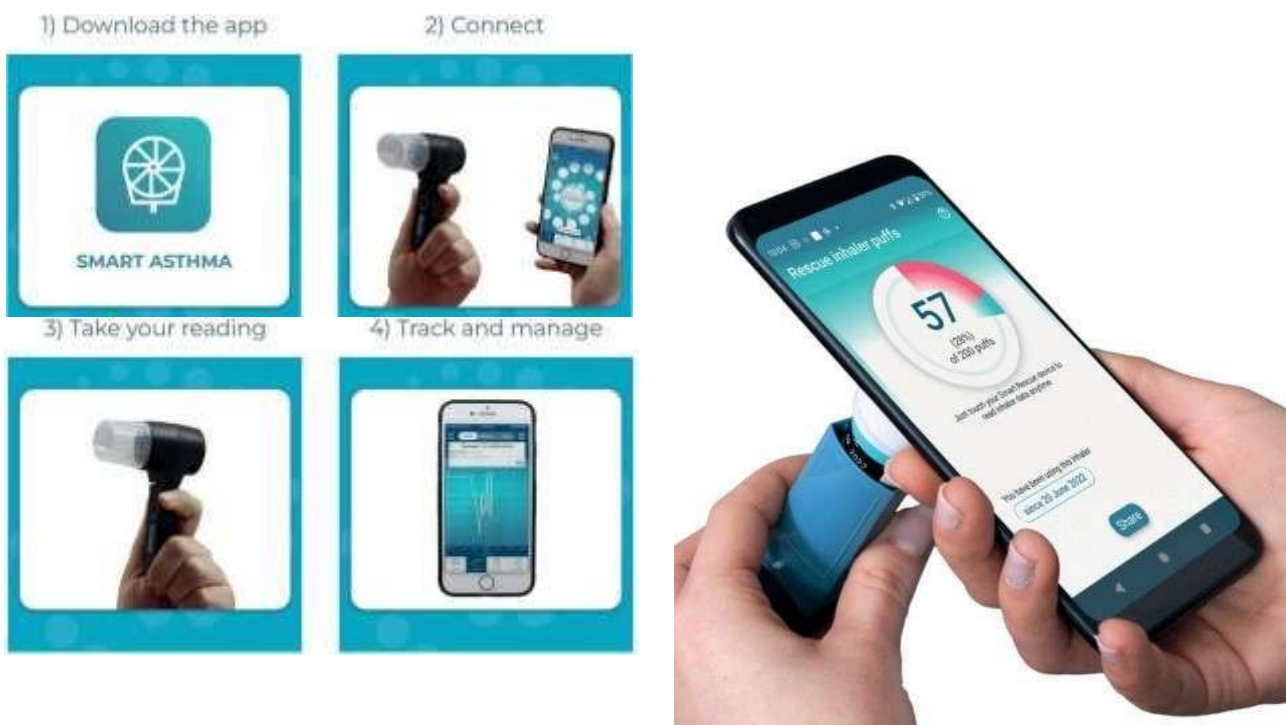 1) Download the app
2) Connect
SMART ASTHMA
3) Take your reading
4) Track and manage
Rescue inhaler puffs
57
(28%)
of 200 puffs
Just touch your Smart Rescue device to
read inhaler data anytime
You have been using this inhaler
since 20 June 2022
Share